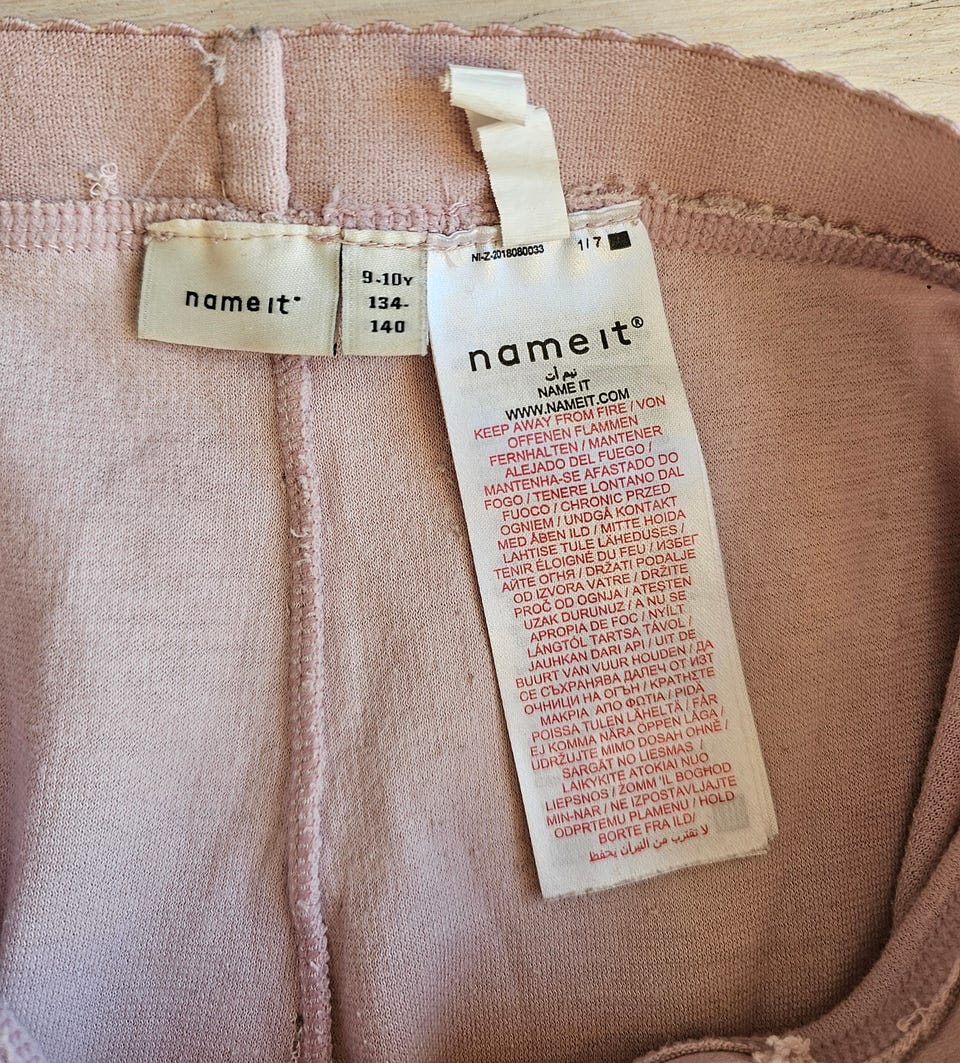 name it
9-10Y
134-
140
NI-Z-2018080033 1/7
name it®
نيم أت
NAME IT
WWW.NAMEIT.COM
KEEP AWAY FROM FIRE / VON
OFFENEN FLAMMEN
FERNHALTEN / MANTENER
ALEJADO DEL FUEGO /
MANTENHA-SE AFASTADO DO
FOGO / TENERE LONTANO DAL
FUOCO / CHRONIC PRZED
OGNIEM / UNDGÅ KONTAKT
MED ÅBEN ILD / MITTE HOIDA
LAHTISE TULE LÄHEDUSES /
TENIR ÉLOIGNÉ DU FEU / ИЗБЕГ
АЙТЕ ОГНЯ / DRŽATI PODALJE
OD IZVORA VATRE / DRŽITE
PROČ OD OGNJA / ATEŞTEN
UZAK DURUNUZ / A NU SE
APROPIA DE FOC / NYÍLT
LÁNGTÓL TARTSA TÁVOL /
JAUHKAN DARI API / UIT DE
BUURT VAN VUUR HOUDEN / ДА
СЕ СЪХРАНЯВА ДАЛЕЧ ОТ ИЗТ
ОЧНИЦИ НА ОГЪН / ΚΡΑΤΗΣΤΕ
ΜΑΚΡΙΑ ΑΠΟ ΦΩΤΙΑ / PIDÄ
POISSA TULEN LÄHELTÄ / FÅR
EJ KOMMA NÄRA ÖPPEN LÅGA /
UDRŽUJTE MIMO DOSAH OHNĚ /
SARGĀT NO LIESMAS /
LAIKYKITE ATOKIAI NUO
LIEPSNOS / ŻOMM 'IL BOGHOD
MIN-NAR / NE IZPOSTAVLJAJTE
ODPRTEMU PLAMENU / HOLD
BORTE FRA ILD/
لا تقترب من النيران يحفظ